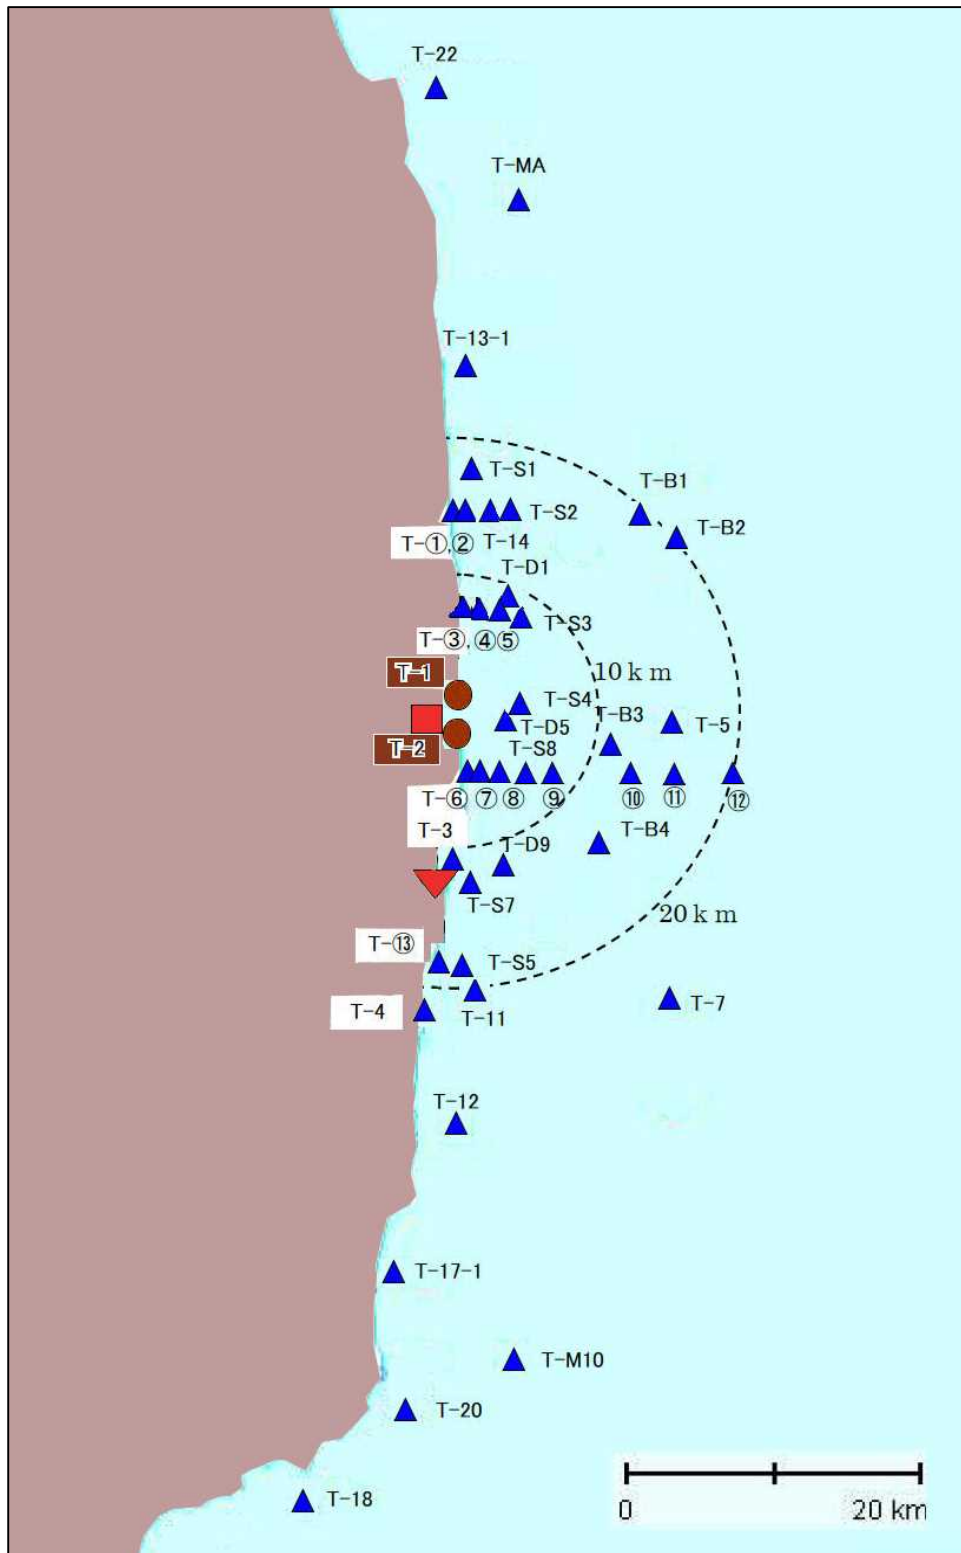 T-22
T-MA
T-13-1
T-S1
T-B1
T-S2
T-B2
T-①,② T-14
T-D1
T-S3
T-③,④⑤
T-1
10 km
T-S4
T-B3
T-5
T-D5
T-2
T-S8
T-⑥ ⑦ ⑧ ⑨ ⑩ ⑪ ⑫
T-3
T-B4
T-D9
T-S7
20 km
T-⑬
T-S5
T-7
T-4
T-11
T-12
T-17-1
T-M10
T-20
T-18
0 20 km